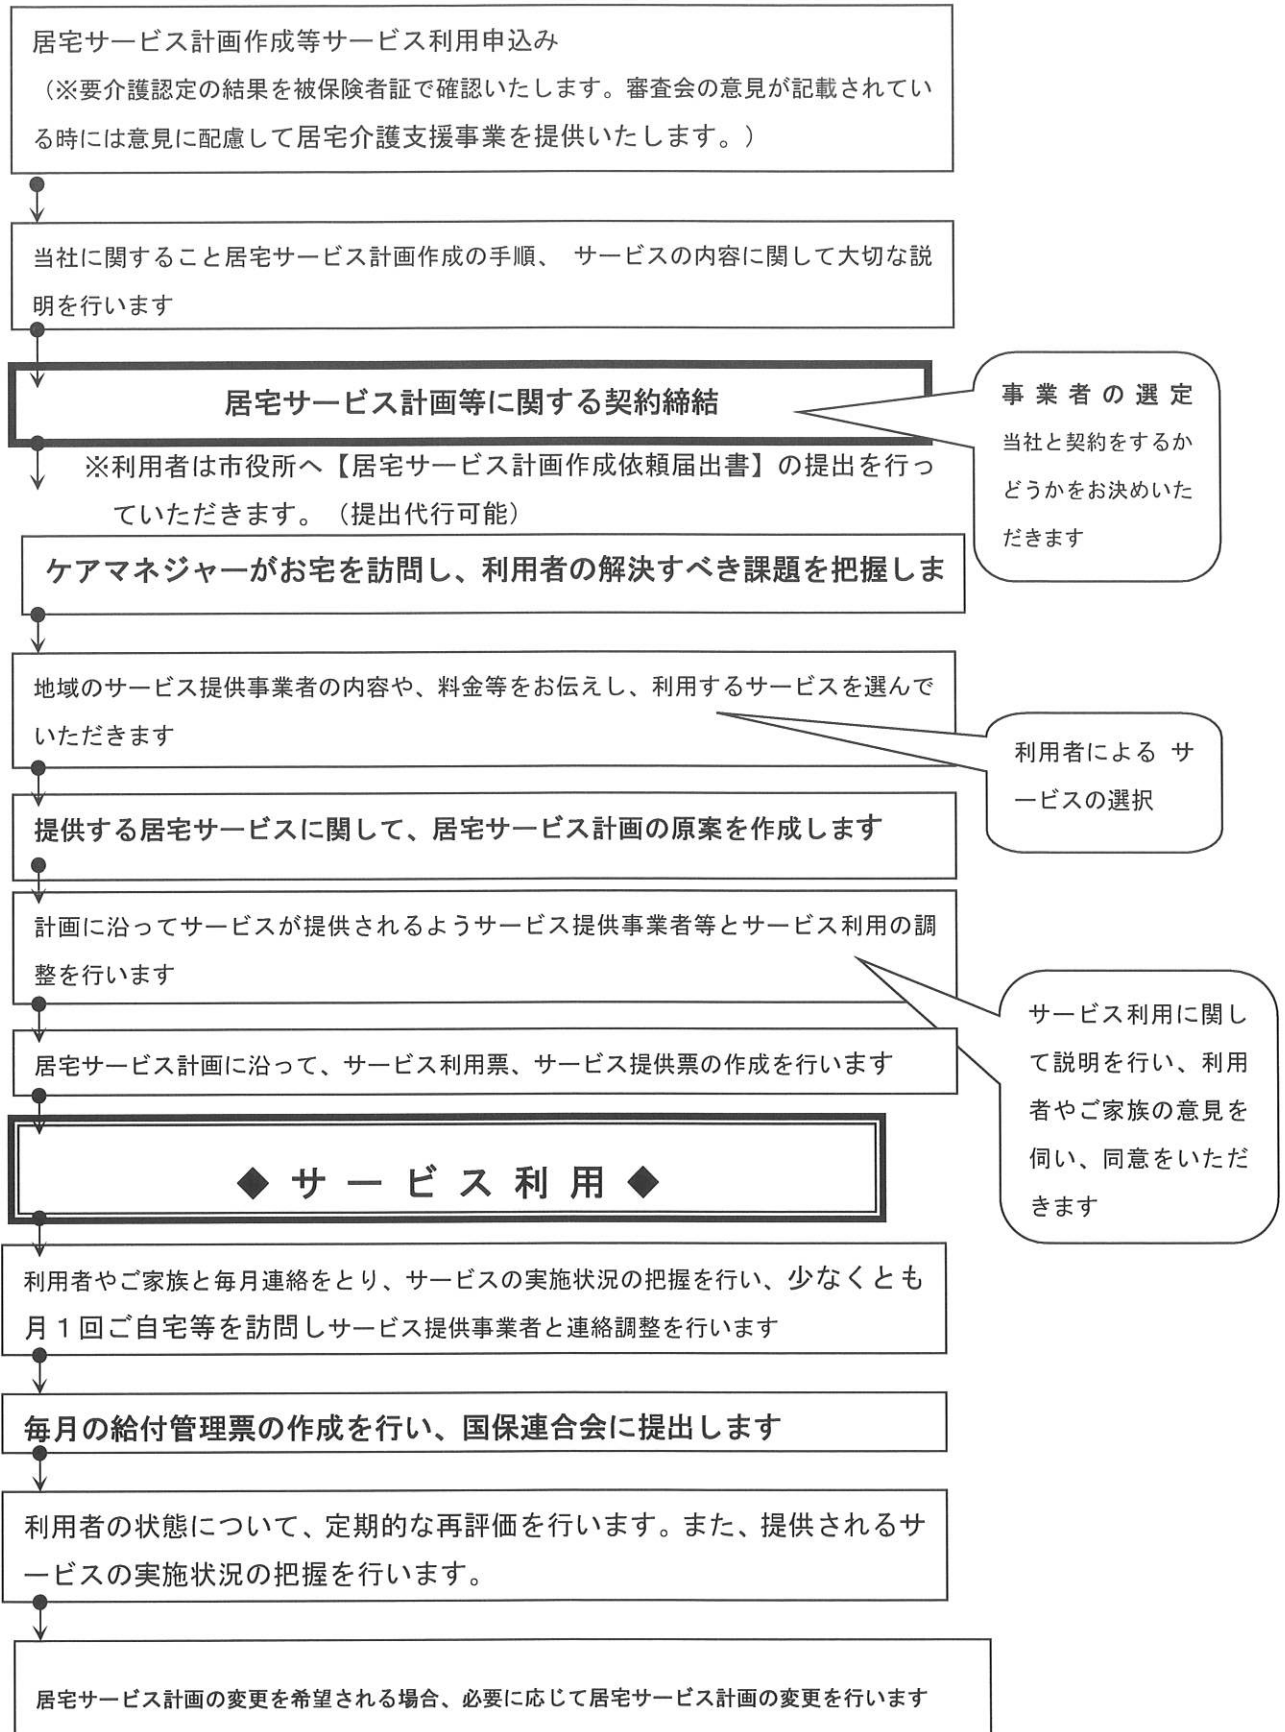 居宅サービス計画作成等サービス利用申込み
（※要介護認定の結果を被保険者証で確認いたします。審査会の意見が記載されてい
る時には意見に配慮して居宅介護支援事業を提供いたします。）
当社に関すること居宅サービス計画作成の手順、 サービスの内容に関して大切な説
明を行います
居宅サービス計画等に関する契約締結
事業者の選定
当社と契約をするか
どうかをお決めいた
だきます
※利用者は市役所へ【居宅サービス計画作成依頼届出書】の提出を行っ
ていただきます。（提出代行可能）
ケアマネジャーがお宅を訪問し、利用者の解決すべき課題を把握しま
地域のサービス提供事業者の内容や、料金等をお伝えし、利用するサービスを選んで
いただきます
利用者による サ
ービスの選択
提供する居宅サービスに関して、居宅サービス計画の原案を作成します
計画に沿ってサービスが提供されるようサービス提供事業者等とサービス利用の調
整を行います
サービス利用に関し
て説明を行い、利用
者やご家族の意見を
伺い、同意をいただ
きます
居宅サービス計画に沿って、サービス利用票、サービス提供票の作成を行います
◆サービス利用◆
利用者やご家族と毎月連絡をとり、サービスの実施状況の把握を行い、少なくとも
月１回ご自宅等を訪問しサービス提供事業者と連絡調整を行います
毎月の給付管理票の作成を行い、国保連合会に提出します
利用者の状態について、定期的な再評価を行います。また、提供されるサ
ービスの実施状況の把握を行います。
居宅サービス計画の変更を希望される場合、必要に応じて居宅サービス計画の変更を行います